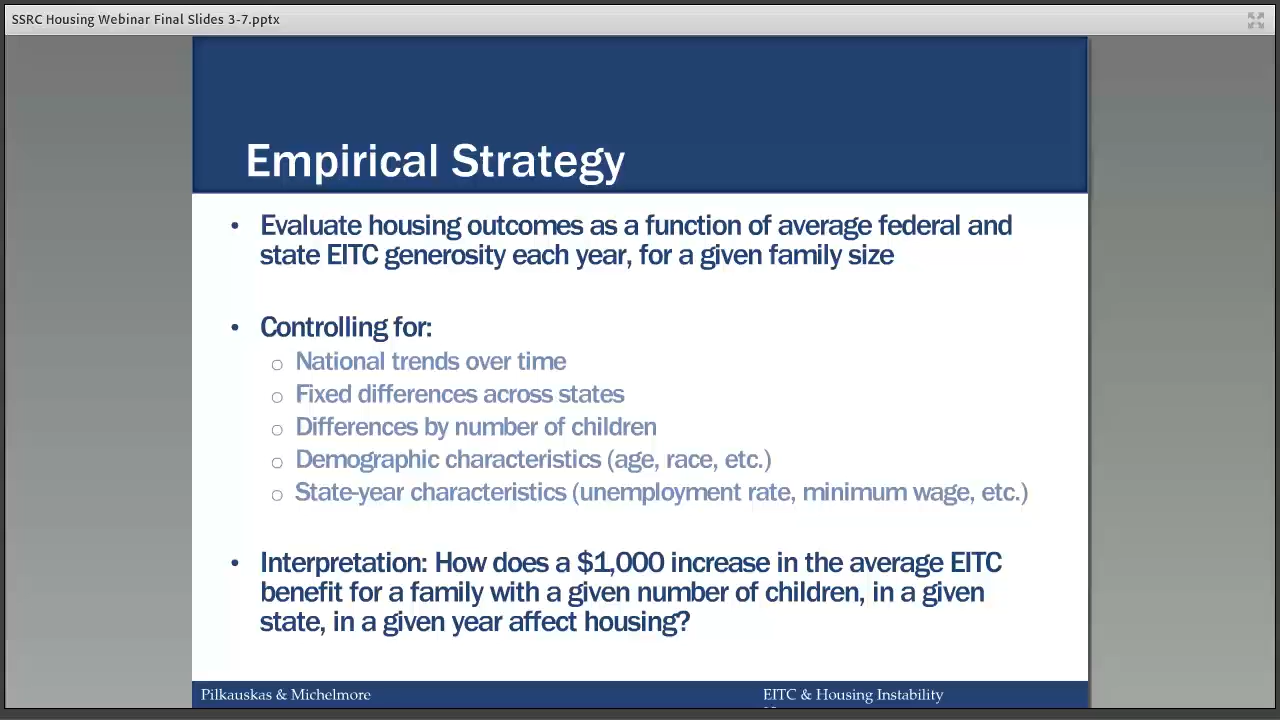 SSRC Housing Webinar Final Slides 3-7.pptx
Empirical Strategy
• Evaluate housing outcomes as a function of average federal and
state EITC generosity each year, for a given family size
• Controlling for:
○ National trends over time
○ Fixed differences across states
○ Differences by number of children
○ Demographic characteristics (age, race, etc.)
○ State-year characteristics (unemployment rate, minimum wage, etc.)
• Interpretation: How does a $1,000 increase in the average EITC
benefit for a family with a given number of children, in a given
state, in a given year affect housing?
Pilkauskas & Michelmore
EITC & Housing Instability